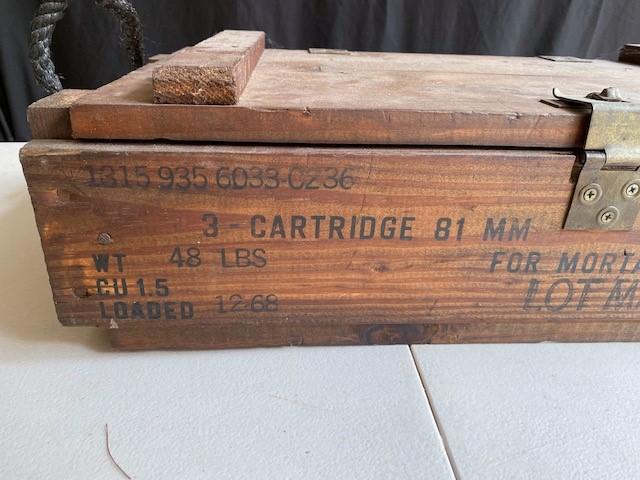 1315 935 6033-C236
3 - CARTRIDGE 81 MM
WT 48 LBS
FOR MORTA
CU 1.5
LOT M
LOADED 12-68